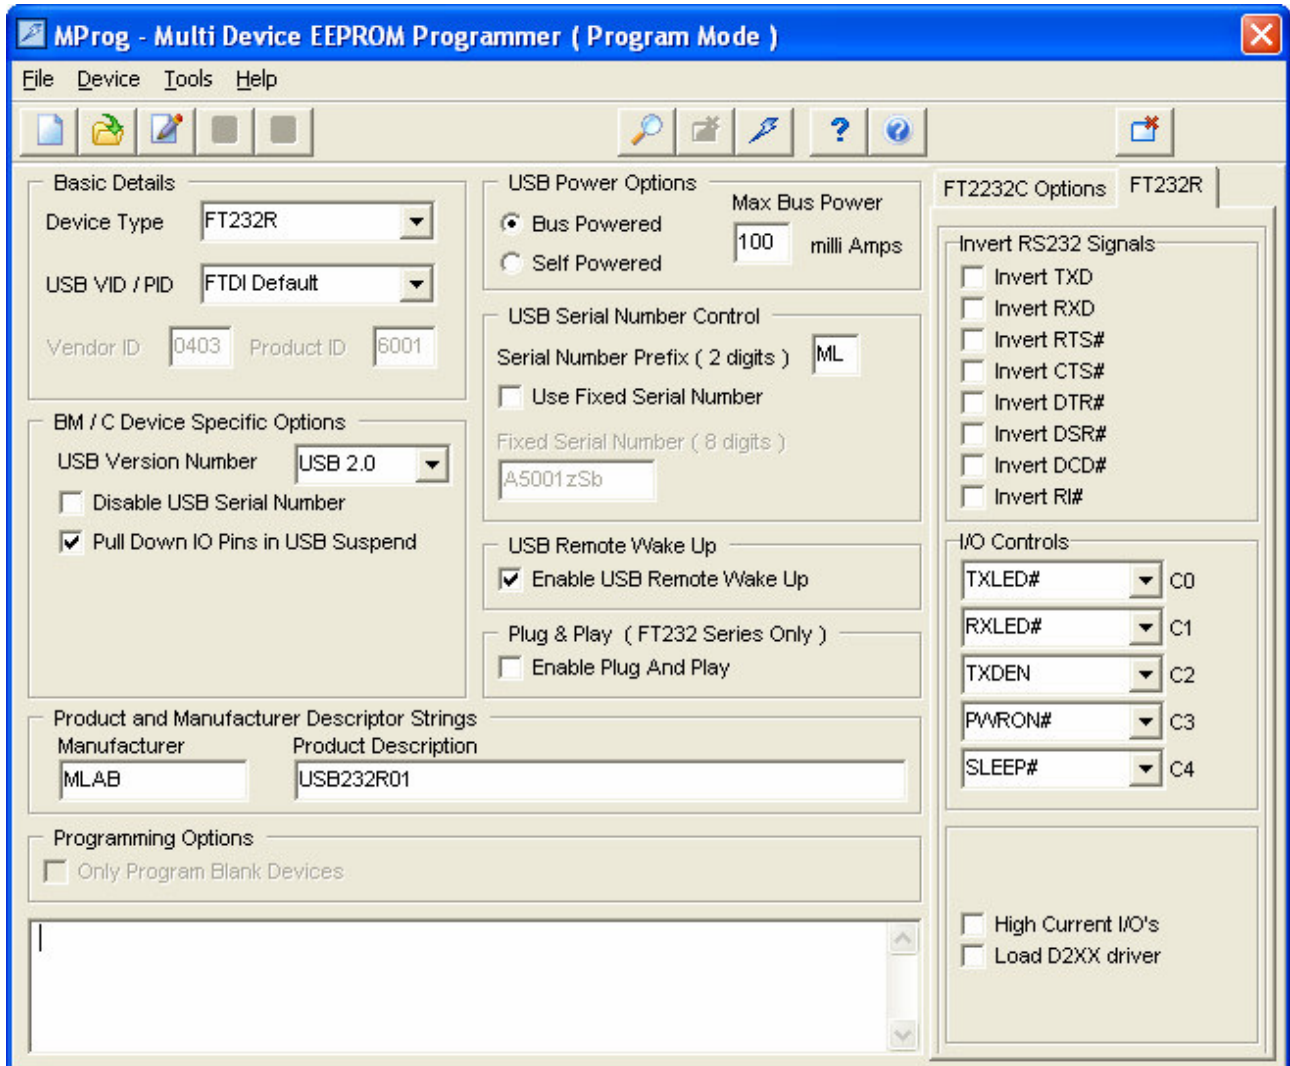 MProg - Multi Device EEPROM Programmer ( Program Mode )
File Device Tools Help
Basic Details
Device Type FT232R
USB VID / PID FTDI Default
Vendor ID 0403 Product ID 6001
BM / C Device Specific Options
USB Version Number USB 2.0
Disable USB Serial Number
Pull Down IO Pins in USB Suspend
USB Power Options
Bus Powered
Self Powered
Max Bus Power
100 milli Amps
USB Serial Number Control
Serial Number Prefix ( 2 digits ) ML
Use Fixed Serial Number
Fixed Serial Number ( 8 digits )
A5001zSb
USB Remote Wake Up
Enable USB Remote Wake Up
Plug & Play ( FT232 Series Only )
Enable Plug And Play
Product and Manufacturer Descriptor Strings
Manufacturer Product Description
MLAB USB232R01
Programming Options
Only Program Blank Devices
FT2232C Options FT232R
Invert RS232 Signals
Invert TXD
Invert RXD
Invert RTS#
Invert CTS#
Invert DTR#
Invert DSR#
Invert DCD#
Invert RI#
I/O Controls
TXLED# C0
RXLED# C1
TXDEN C2
PWRON# C3
SLEEP# C4
High Current I/O's
Load D2XX driver